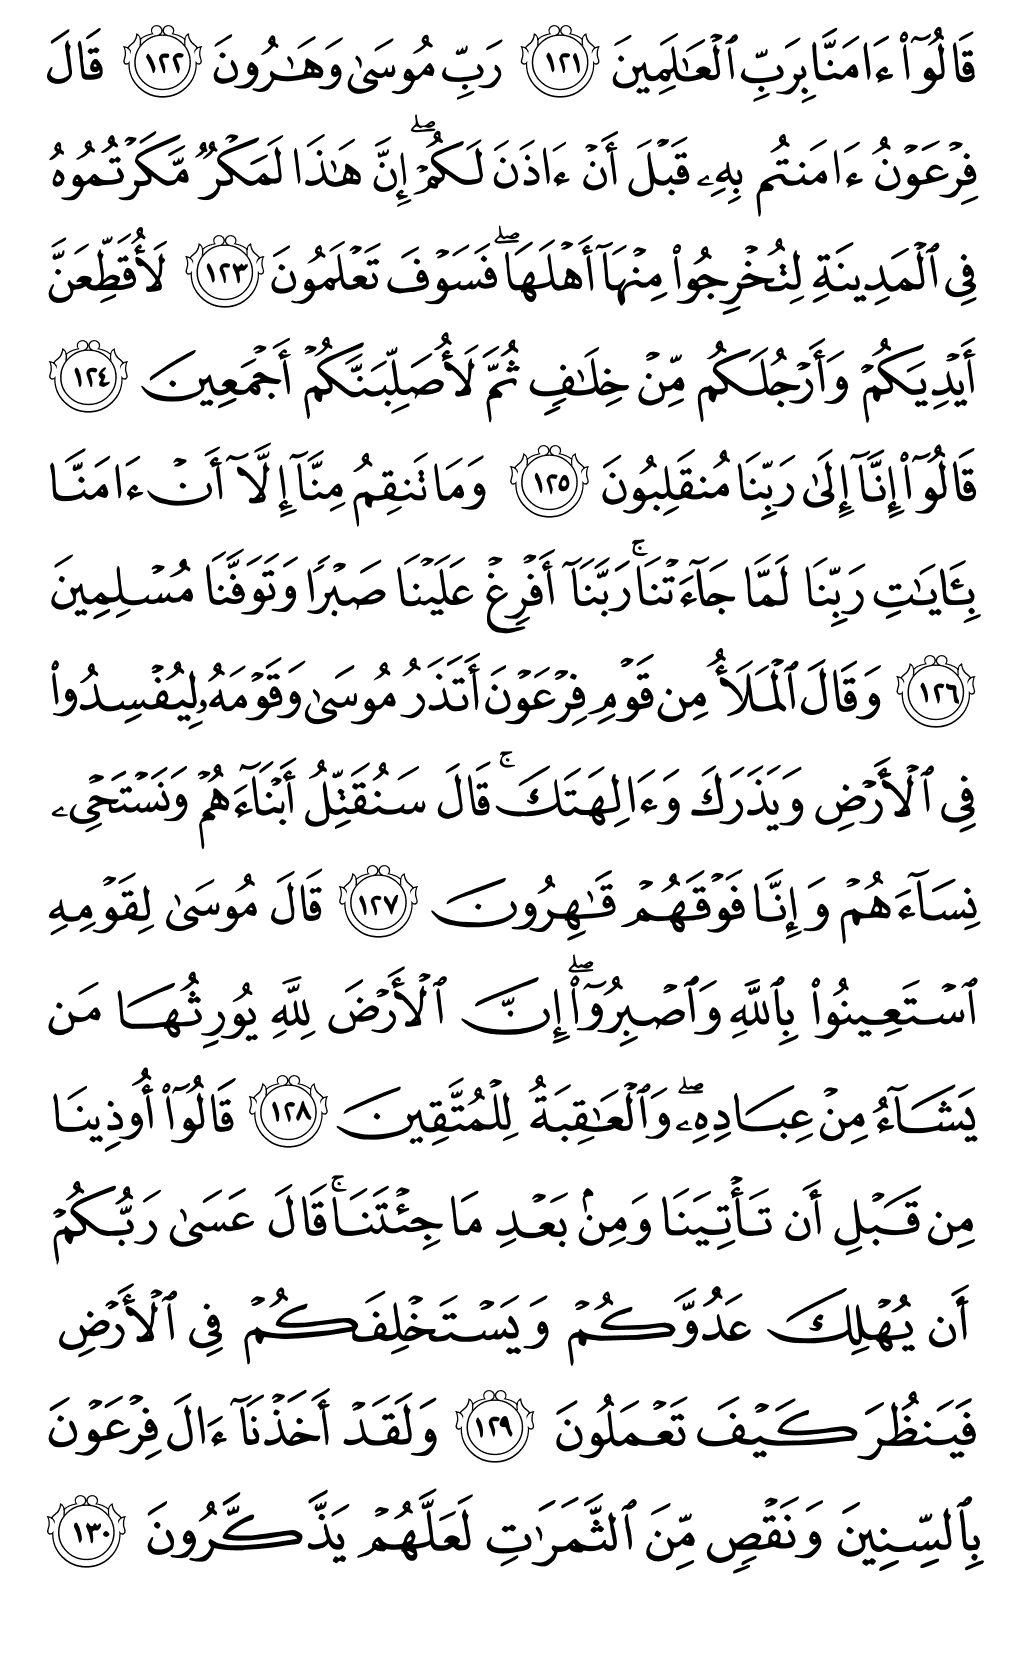 قَالُوٓا۟ ءَامَنَّا بِرَبِّ ٱلْعَـٰلَمِينَ ١٢١ رَبِّ مُوسَىٰ وَهَـٰرُونَ ١٢٢ قَالَ
فِرْعَوْنُ ءَامَنتُم بِهِۦ قَبْلَ أَنْ ءَاذَنَ لَكُمْ ۖ إِنَّ هَـٰذَا لَمَكْرٌ مَّكَرْتُمُوهُ
فِى ٱلْمَدِينَةِ لِتُخْرِجُوا۟ مِنْهَآ أَهْلَهَا ۖ فَسَوْفَ تَعْلَمُونَ ١٢٣ لَأُقَطِّعَنَّ
أَيْدِيَكُمْ وَأَرْجُلَكُم مِّنْ خِلَـٰفٍ ثُمَّ لَأُصَلِّبَنَّكُمْ أَجْمَعِينَ ١٢٤
قَالُوٓا۟ إِنَّآ إِلَىٰ رَبِّنَا مُنقَلِبُونَ ١٢٥ وَمَا تَنقِمُ مِنَّآ إِلَّآ أَنْ ءَامَنَّا
بِـَٔايَـٰتِ رَبِّنَا لَمَّا جَآءَتْنَا ۚ رَبَّنَآ أَفْرِغْ عَلَيْنَا صَبْرًا وَتَوَفَّنَا مُسْلِمِينَ
١٢٦ وَقَالَ ٱلْمَلَأُ مِن قَوْمِ فِرْعَوْنَ أَتَذَرُ مُوسَىٰ وَقَوْمَهُۥ لِيُفْسِدُوا۟
فِى ٱلْأَرْضِ وَيَذَرَكَ وَءَالِهَتَكَ ۚ قَالَ سَنُقَتِّلُ أَبْنَآءَهُمْ وَنَسْتَحْىِۦ
نِسَآءَهُمْ وَإِنَّا فَوْقَهُمْ قَـٰهِرُونَ ١٢٧ قَالَ مُوسَىٰ لِقَوْمِهِ
ٱسْتَعِينُوا۟ بِٱللَّهِ وَٱصْبِرُوٓا۟ ۖ إِنَّ ٱلْأَرْضَ لِلَّهِ يُورِثُهَا مَن
يَشَآءُ مِنْ عِبَادِهِۦ ۖ وَٱلْعَـٰقِبَةُ لِلْمُتَّقِينَ ١٢٨ قَالُوٓا۟ أُوذِينَا
مِن قَبْلِ أَن تَأْتِيَنَا وَمِنۢ بَعْدِ مَا جِئْتَنَا ۚ قَالَ عَسَىٰ رَبُّكُمْ
أَن يُهْلِكَ عَدُوَّكُمْ وَيَسْتَخْلِفَكُمْ فِى ٱلْأَرْضِ
فَيَنظُرَ كَيْفَ تَعْمَلُونَ ١٢٩ وَلَقَدْ أَخَذْنَآ ءَالَ فِرْعَوْنَ
بِٱلسِّنِينَ وَنَقْصٍ مِّنَ ٱلثَّمَرَٰتِ لَعَلَّهُمْ يَذَّكَّرُونَ ١٣٠